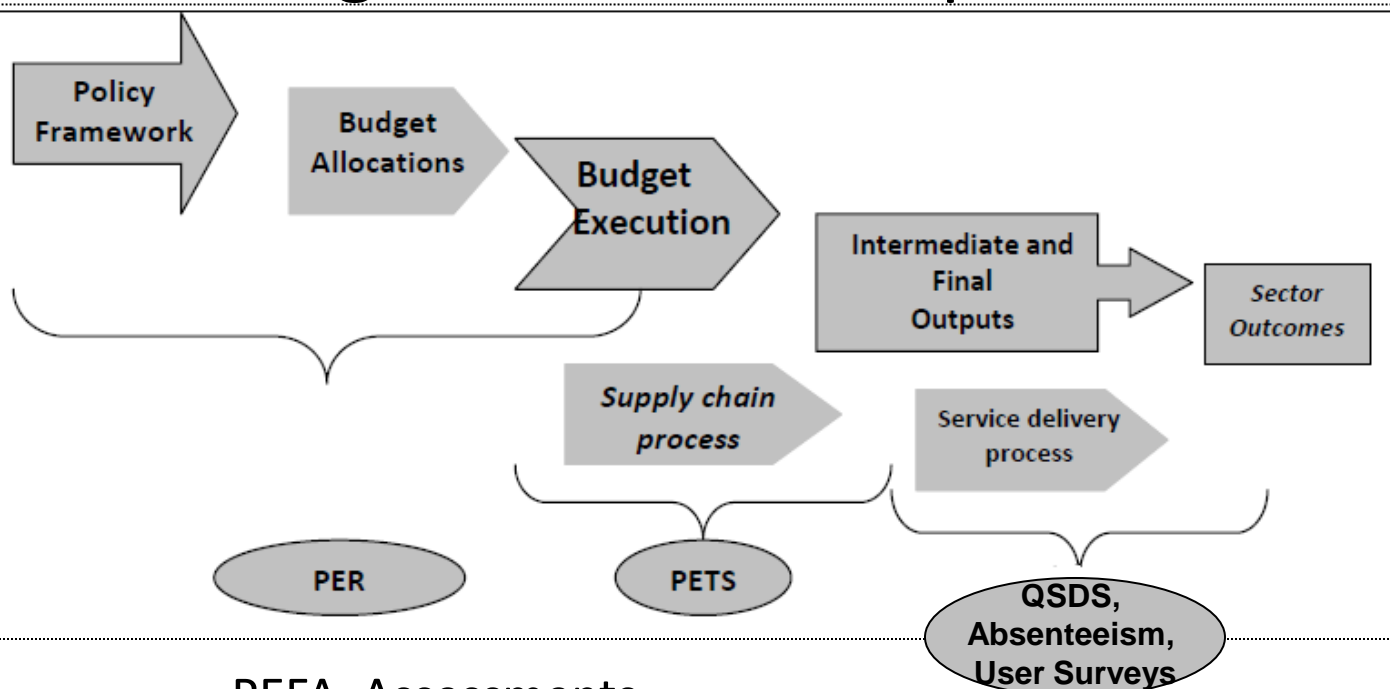 Policy
Framework
Budget
Allocations
Budget
Execution
Intermediate and
Final
Outputs
Sector
Outcomes
Supply chain
process
Service delivery
process
PER
PETS
QSDS,
Absenteeism,
User Surveys